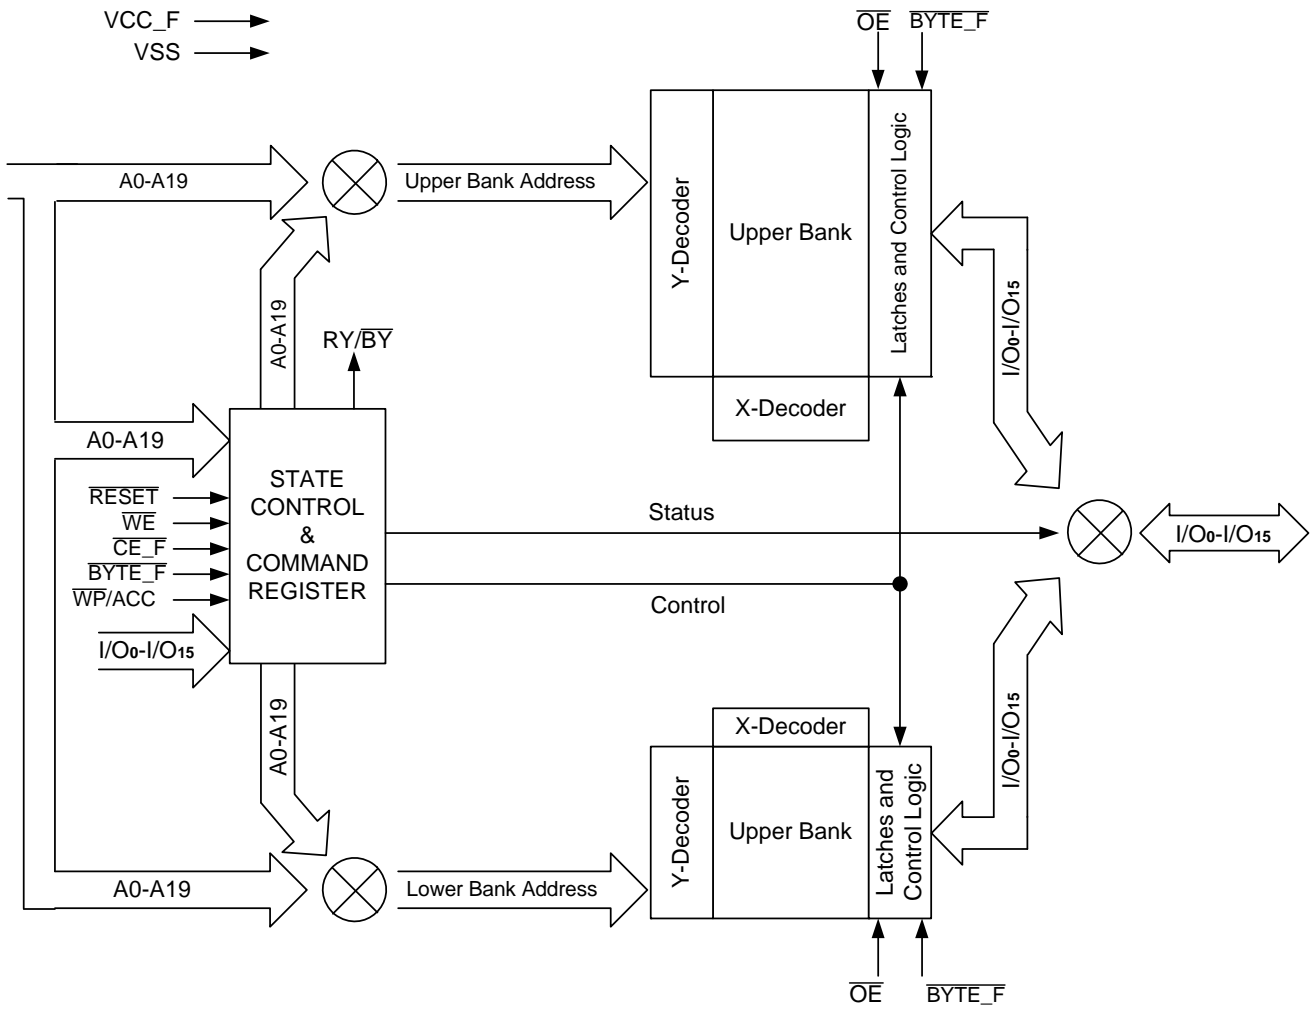 VCC_F
VSS
OE
BYTE_F
A0-A19
Upper Bank Address
Y-Decoder
Upper Bank
Latches and Control Logic
X-Decoder
I/O0-I/O15
A0-A19
RY/BY
A0-A19
RESET
WE
CE_F
BYTE_F
WP/ACC
I/O0-I/O15
STATE
CONTROL
&
COMMAND
REGISTER
Status
Control
I/O0-I/O15
A0-A19
X-Decoder
Y-Decoder
Upper Bank
Latches and
Control Logic
I/O0-I/O15
A0-A19
Lower Bank Address
OE
BYTE_F